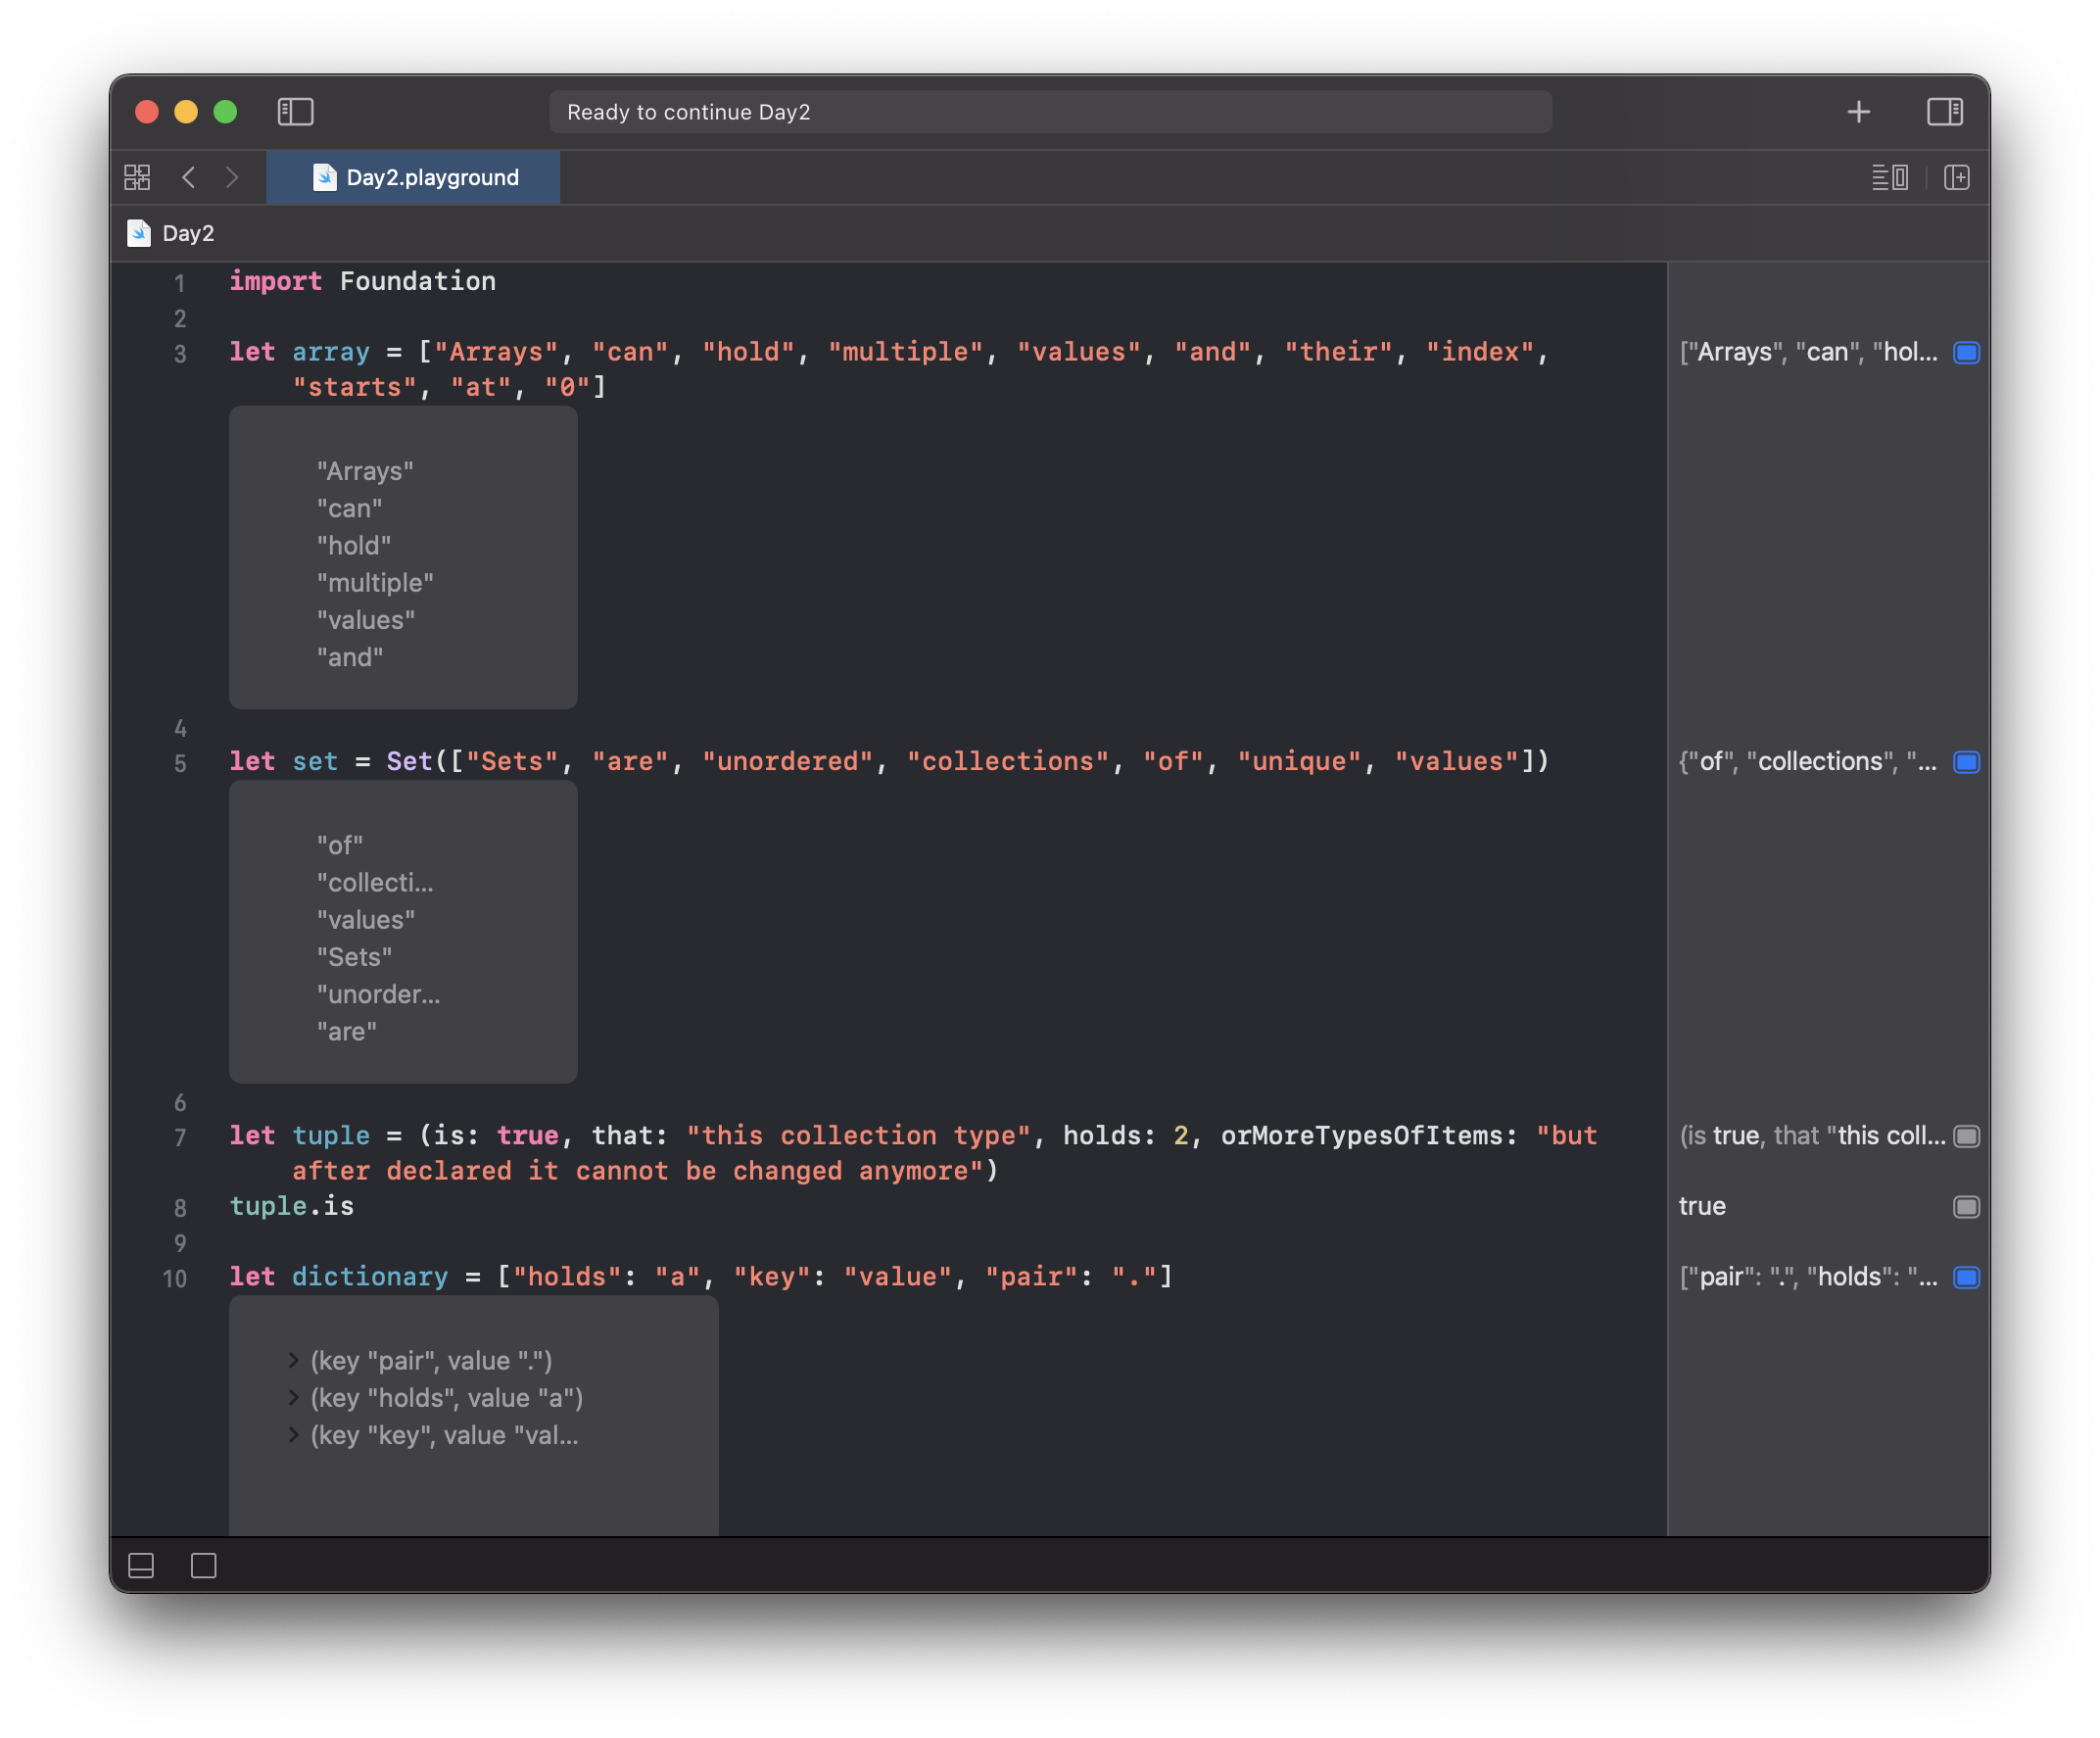 Ready to continue Day2
Day2.playground
Day2
1 import Foundation
2
3 let array = ["Arrays", "can", "hold", "multiple", "values", "and", "their", "index", ["Arrays", "can", "hol...
"starts", "at", "0"]
"Arrays"
"can"
"hold"
"multiple"
"values"
"and"
4
5 let set = Set(["Sets", "are", "unordered", "collections", "of", "unique", "values"]) {"of", "collections", "...
"of"
"collecti...
"values"
"Sets"
"unorder...
"are"
6
7 let tuple = (is: true, that: "this collection type", holds: 2, orMoreTypesOfItems: "but (is true, that "this coll...
after declared it cannot be changed anymore")
8 tuple.is true
9
10 let dictionary = ["holds": "a", "key": "value", "pair": "."] ["pair": ".", "holds": "...
(key "pair", value ".")
(key "holds", value "a")
(key "key", value "val...